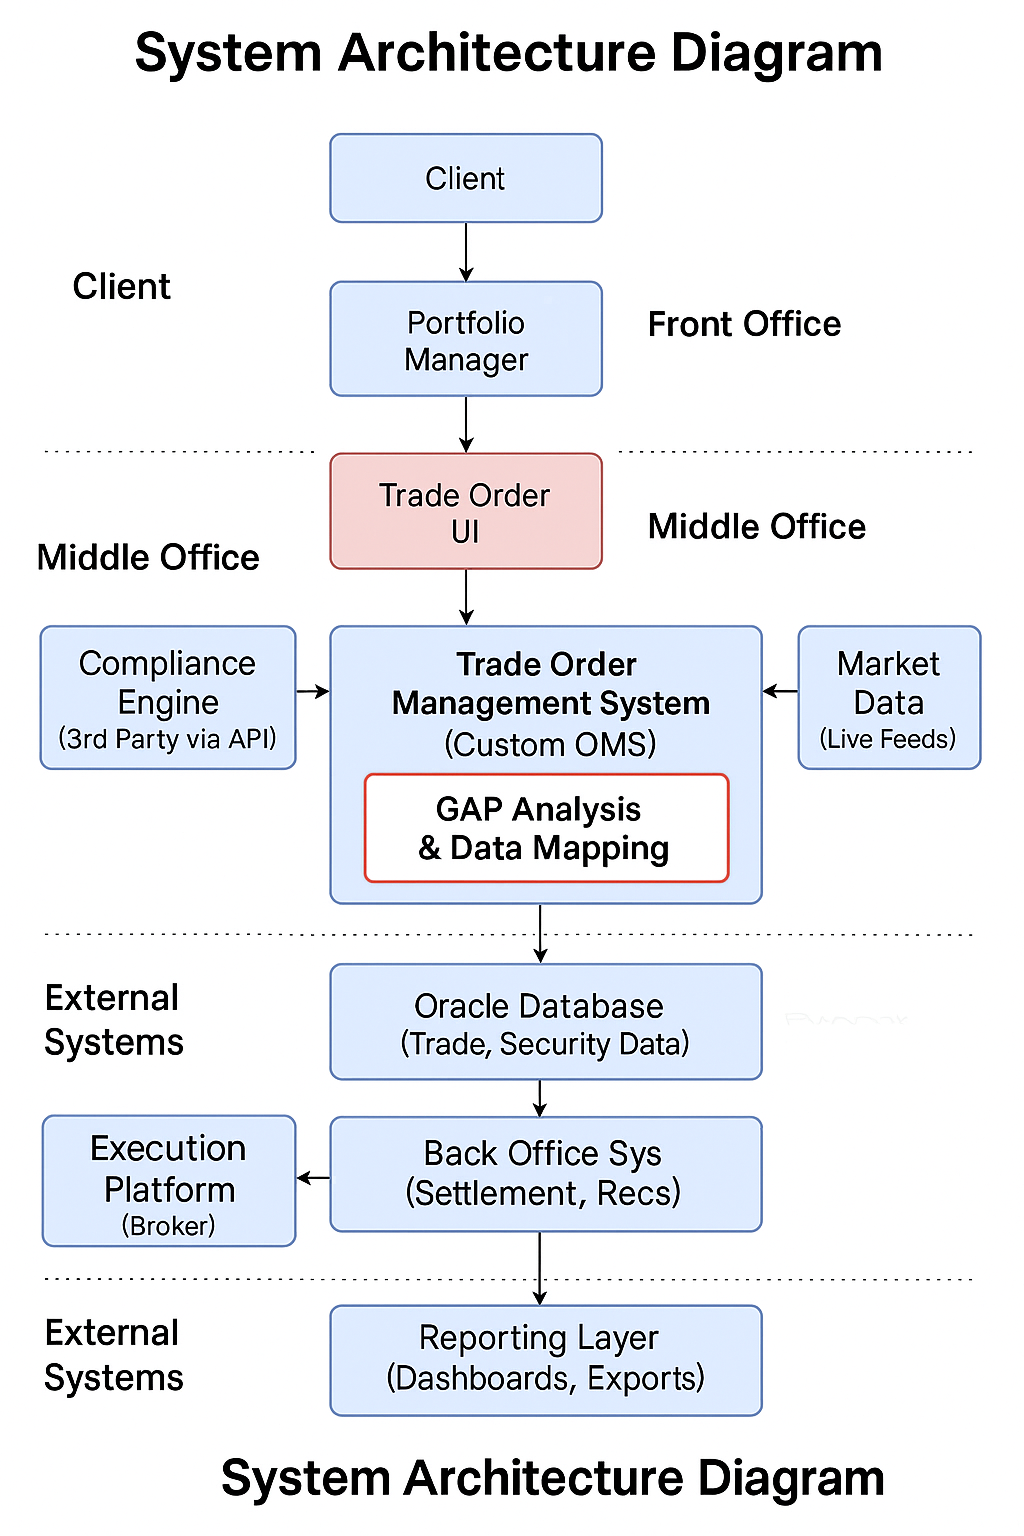 System Architecture Diagram
Client
Client
Portfolio
Manager
Front Office
Trade Order
UI
Middle Office
Middle Office
Compliance
Engine
(3rd Party via API)
Trade Order
Management System
(Custom OMS)
GAP Analysis
& Data Mapping
Market
Data
(Live Feeds)
External
Systems
Oracle Database
(Trade, Security Data)
Execution
Platform
(Broker)
Back Office Sys
(Settlement, Recs)
External
Systems
Reporting Layer
(Dashboards, Exports)
System Architecture Diagram